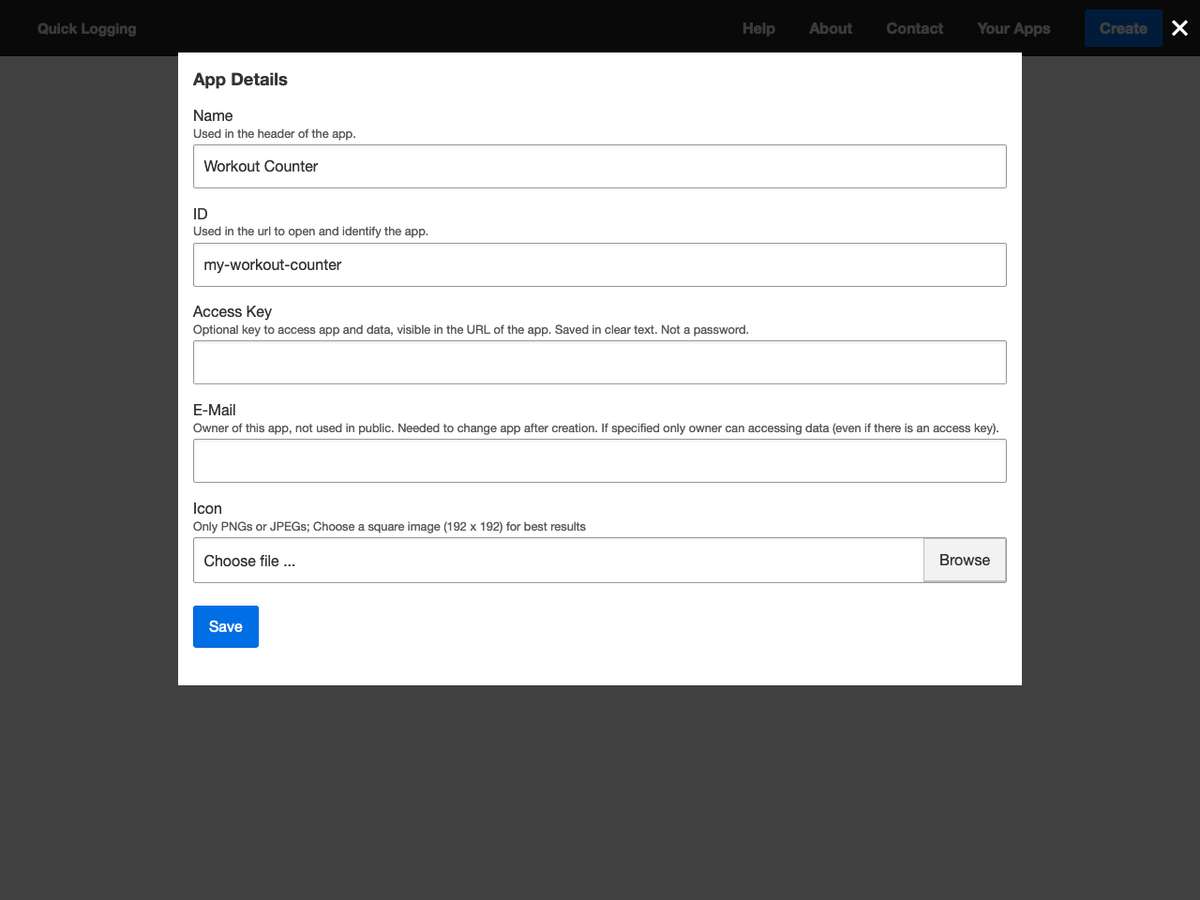 Quick Logging Help About Contact Your Apps Create
App Details
Name
Used in the header of the app.
Workout Counter
ID
Used in the url to open and identify the app.
my-workout-counter
Access Key
Optional key to access app and data, visible in the URL of the app. Saved in clear text. Not a password.
E-Mail
Owner of this app, not used in public. Needed to change app after creation. If specified only owner can accessing data (even if there is an access key).
Icon
Only PNGs or JPEGs; Choose a square image (192 x 192) for best results
Choose file ... Browse
Save